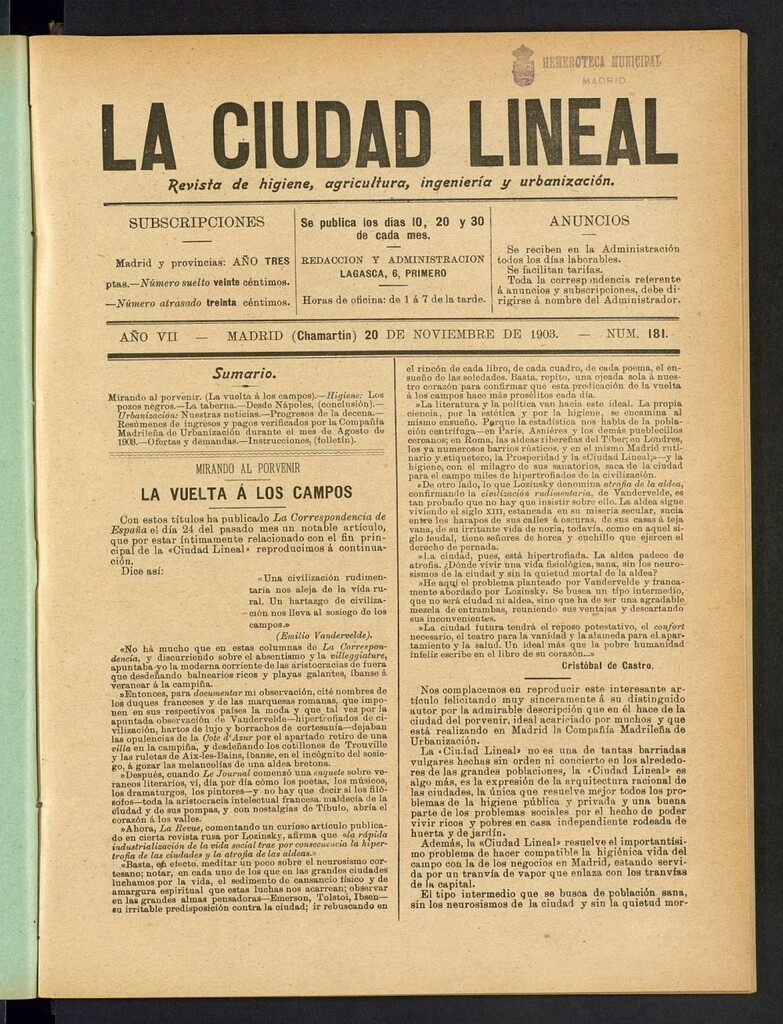 HEMEROTECA MUNICIPAL
MADRID
LA CIUDAD LINEAL
Revista de higiene, agricultura, ingeniería y urbanización.
SUBSCRIPCIONES
Madrid y provincias: AÑO TRES
ptas.—Número suelto veinte céntimos.
—Número atrasado treinta céntimos.
Se publica los días 10, 20 y 30
de cada mes.
REDACCION Y ADMINISTRACION
LAGASCA, 6, PRIMERO
Horas de oficina: de 1 á 7 de la tarde.
ANUNCIOS
Se reciben en la Administración
todos los días laborables.
Se facilitan tarifas.
Toda la correspondencia referente
á anuncios y subscripciones, debe di-
rigirse á nombre del Administrador.
AÑO VII — MADRID (Chamartín) 20 DE NOVIEMBRE DE 1903. — NUM. 181.
Sumario.
Mirando al porvenir. (La vuelta á los campos).—Higiene: Los
pozos negros.—La taberna.—Desde Nápoles, (conclusión).—
Urbanización: Nuestras noticias.—Progresos de la decena.—
Resúmenes de ingresos y pagos verificados por la Compañía
Madrileña de Urbanización durante el mes de Agosto de
1903.—Ofertas y demandas.—Instrucciones, (folletín).
MIRANDO AL PORVENIR
LA VUELTA Á LOS CAMPOS
Con estos títulos ha publicado La Correspondencia de
España el día 24 del pasado mes un notable artículo,
que por estar íntimamente relacionado con el fin prin-
cipal de la «Ciudad Lineal» reproducimos á continua-
ción.
Dice así:
«Una civilización rudimen-
taria nos aleja de la vida ru-
ral. Un hartazgo de civiliza-
ción nos lleva al sosiego de los
campos.»
(Emilio Vandervelde).
«No há mucho que en estas columnas de La Correspon-
dencia, y discurriendo sobre el absentismo y la villeggiature,
apuntaba yo la moderna corriente de las aristocracias de fuera
que desdeñando balnearios ricos y playas galantes, íbanse á
veranear á la campiña.
»Entonces, para documentar mi observación, cité nombres de
los duques franceses y de las marquesas romanas, que impo-
nen en sus respectivos países la moda y que tal vez por la
apuntada observación de Vandervelde—hipertrofiados de ci-
vilización, hartos de lujo y borrachos de cortesanía—dejaban
las opulencias de la Cote d'Azur por el apartado retiro de una
villa en la campiña, y desdeñando los cotillones de Trouville
y las ruletas de Aix-les-Bains, íbanse, en el incógnito del sosie-
go, á gozar las melancolías de una aldea bretona.
»Después, cuando Le Journal comenzó una enquete sobre ve-
raneos literarios, vi, día por día cómo los poetas, los músicos,
los dramaturgos, los pintores—y no hay que decir si los filó-
sofos—toda la aristocracia intelectual francesa maldecía de la
ciudad y de sus pompas, y con nostalgias de Tíbulo, abría el
corazón á los valles.
»Ahora, La Revue, comentando un curioso artículo publica-
do en cierta revista rusa por Lozinsky, afirma que «la rápida
industrialización de la vida social trae por consecuencia la hiper-
trofia de las ciudades y la atrofia de las aldeas.»
«Basta, en efecto, meditar un poco sobre el neurosismo cor-
tesano; notar, en cada uno de los que en las grandes ciudades
luchamos por la vida, el sedimento de cansancio físico y de
amargura espiritual que estas luchas nos acarrean; observar
en las grandes almas pensadoras—Emerson, Tolstoi, Ibsen—
su irritable predisposición contra la ciudad; ir rebuscando en
el rincón de cada libro, de cada cuadro, de cada poema, el en-
sueño de las soledades. Basta, repito, una ojeada sola á nues-
tro corazón para confirmar que esta predicación de la vuelta
á los campos hace más prosélitos cada día.
»La literatura y la política van hacia este ideal. La propia
ciencia, por la estética y por la higiene, se encamina al
mismo ensueño. Parque la estadística nos habla de la pobla-
ción centrífuga—en París, Asniéres y los demás pueblecillos
cercanos; en Roma, las aldeas ribereñas del Tíber; en Londres,
los ya numerosos barrios rústicos, y en el mismo Madrid ruti-
nario y etiquetero, la Prosperidad y la «Ciudad Lineal»;—y la
higiene, con el milagro de sus sanatorios, saca de la ciudad
para el campo miles de hipertrofiados de la civilización.
»De otro lado, lo que Lozinsky denomina atrofia de la aldea,
confirmando la civilización rudimentaria, de Vandervelde, es
tan probado que no hay que insistir sobre ello. La aldea sigue
viviendo el siglo XIII, estancada en su miseria secular, sucia
entre los harapos de sus calles á oscuras, de sus casas á teja
vana, de su irritante vida de noria, todavía, como en aquel si-
glo feudal, tiene señores de horca y cuchillo que ejercen el
derecho de pernada.
»La ciudad, pues, está hipertrofiada. La aldea padece de
atrofia. ¿Dónde vivir una vida fisiológica, sana, sin los neuro-
sismos de la ciudad y sin la quietud mortal de la aldea?
»He aquí el problema planteado por Vandervelde y franca-
mente abordado por Lozinsky. Se busca un tipo intermedio,
que no será ciudad ni aldea, sino que ha de ser una agradable
mezcla de entrambas, reuniendo sus ventajas y descartando
sus inconvenientes.
»La ciudad futura tendrá el reposo potestativo, el confort
necesario, el teatro para la vanidad y la alameda para el apar-
tamiento y la salud. Un ideal más que la pobre humanidad
infeliz escribe en el libro de su corazón...»
Cristóbal de Castro.
Nos complacemos en reproducir este interesante ar-
tículo felicitando muy sinceramente á su distinguido
autor por la admirable descripción que en él hace de la
ciudad del porvenir, ideal acariciado por muchos y que
está realizando en Madrid la Compañía Madrileña de
Urbanización.
La «Ciudad Lineal» no es una de tantas barriadas
vulgares hechas sin orden ni concierto en los alrededo-
res de las grandes poblaciones, la «Ciudad Lineal» es
algo más, es la expresión de la arquitectura racional de
las ciudades, la única que resuelve mejor todos los pro-
blemas de la higiene pública y privada y una buena
parte de los problemas sociales por el hecho de poder
vivir ricos y pobres en casa independiente rodeada de
huerta y de jardín.
Además, la «Ciudad Lineal» resuelve el importantísi-
mo problema de hacer compatible la higiénica vida del
campo con la de los negocios en Madrid, estando servi-
da por un tranvía de vapor que enlaza con los tranvías
de la capital.
El tipo intermedio que se busca de población sana,
sin los neurosismos de la ciudad y sin la quietud mor-